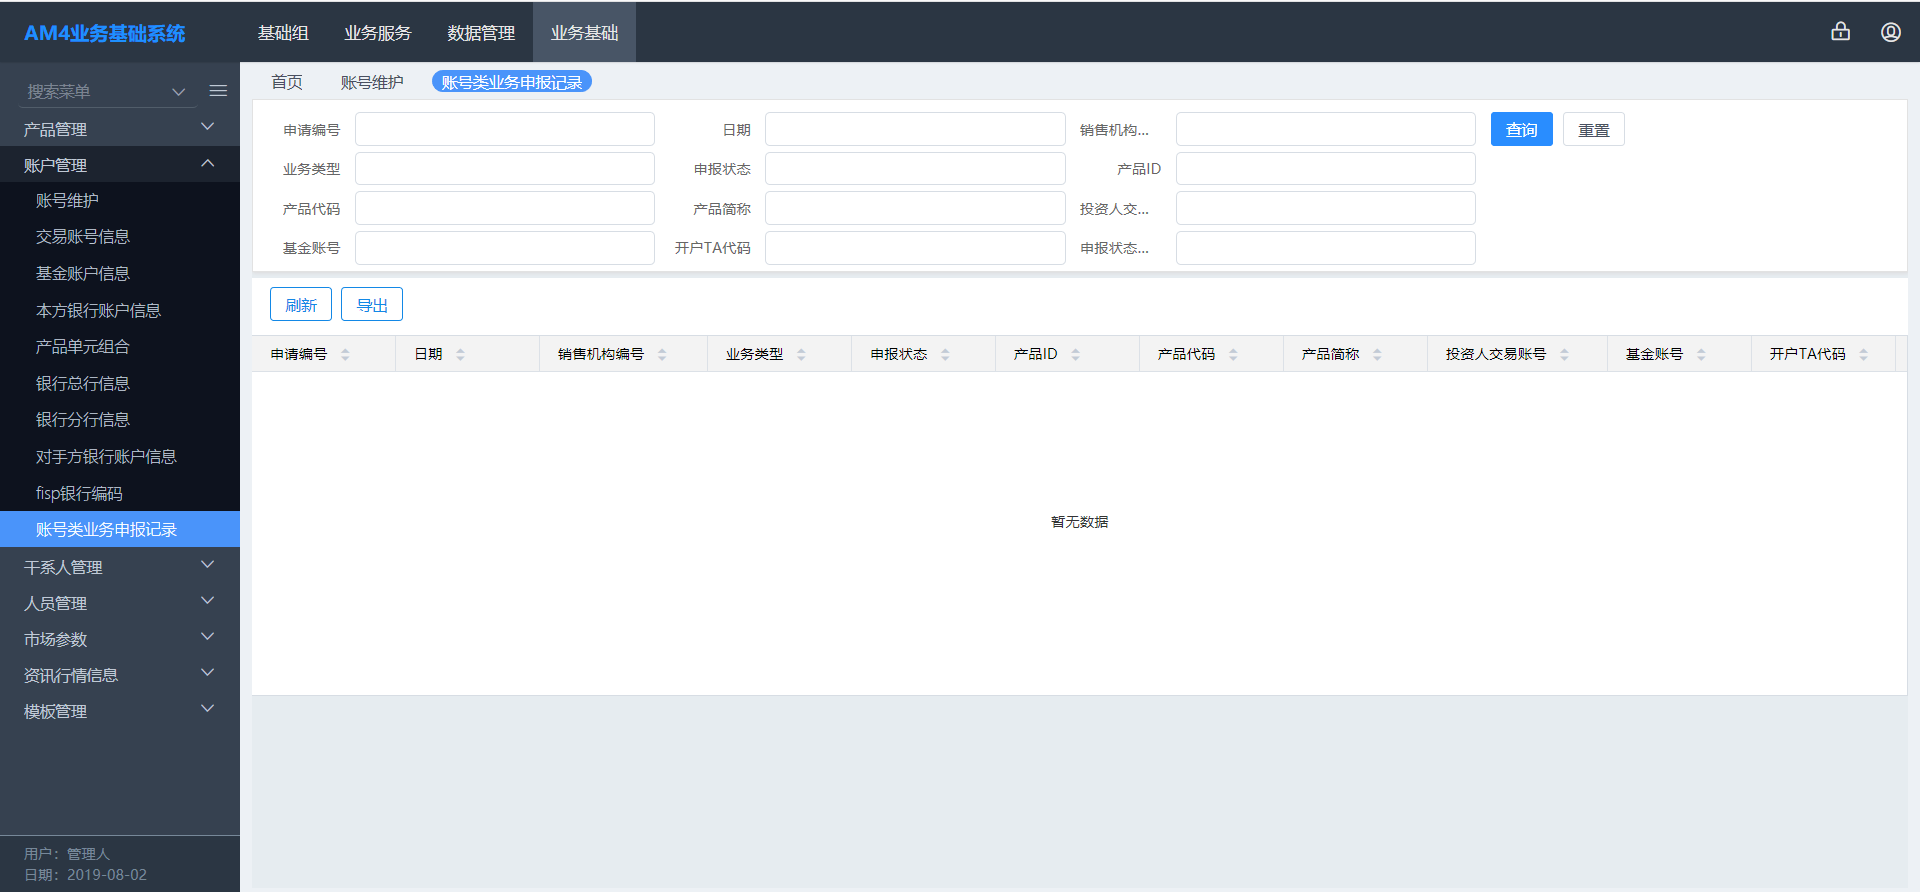 AM4业务基础系统
基础组 业务服务 数据管理 业务基础
搜索菜单
产品管理
账户管理
账号维护
交易账号信息
基金账户信息
本方银行账户信息
产品单元组合
银行总行信息
银行分行信息
对手方银行账户信息
fisp银行编码
账号类业务申报记录
干系人管理
人员管理
市场参数
资讯行情信息
模板管理
用户：管理人
日期：2019-08-02
首页 账号维护 账号类业务申报记录
申请编号 日期 销售机构... 查询 重置
业务类型 申报状态 产品ID
产品代码 产品简称 投资人交...
基金账号 开户TA代码 申报状态...
刷新 导出
申请编号 日期 销售机构编号 业务类型 申报状态 产品ID 产品代码 产品简称 投资人交易账号 基金账号 开户TA代码
暂无数据